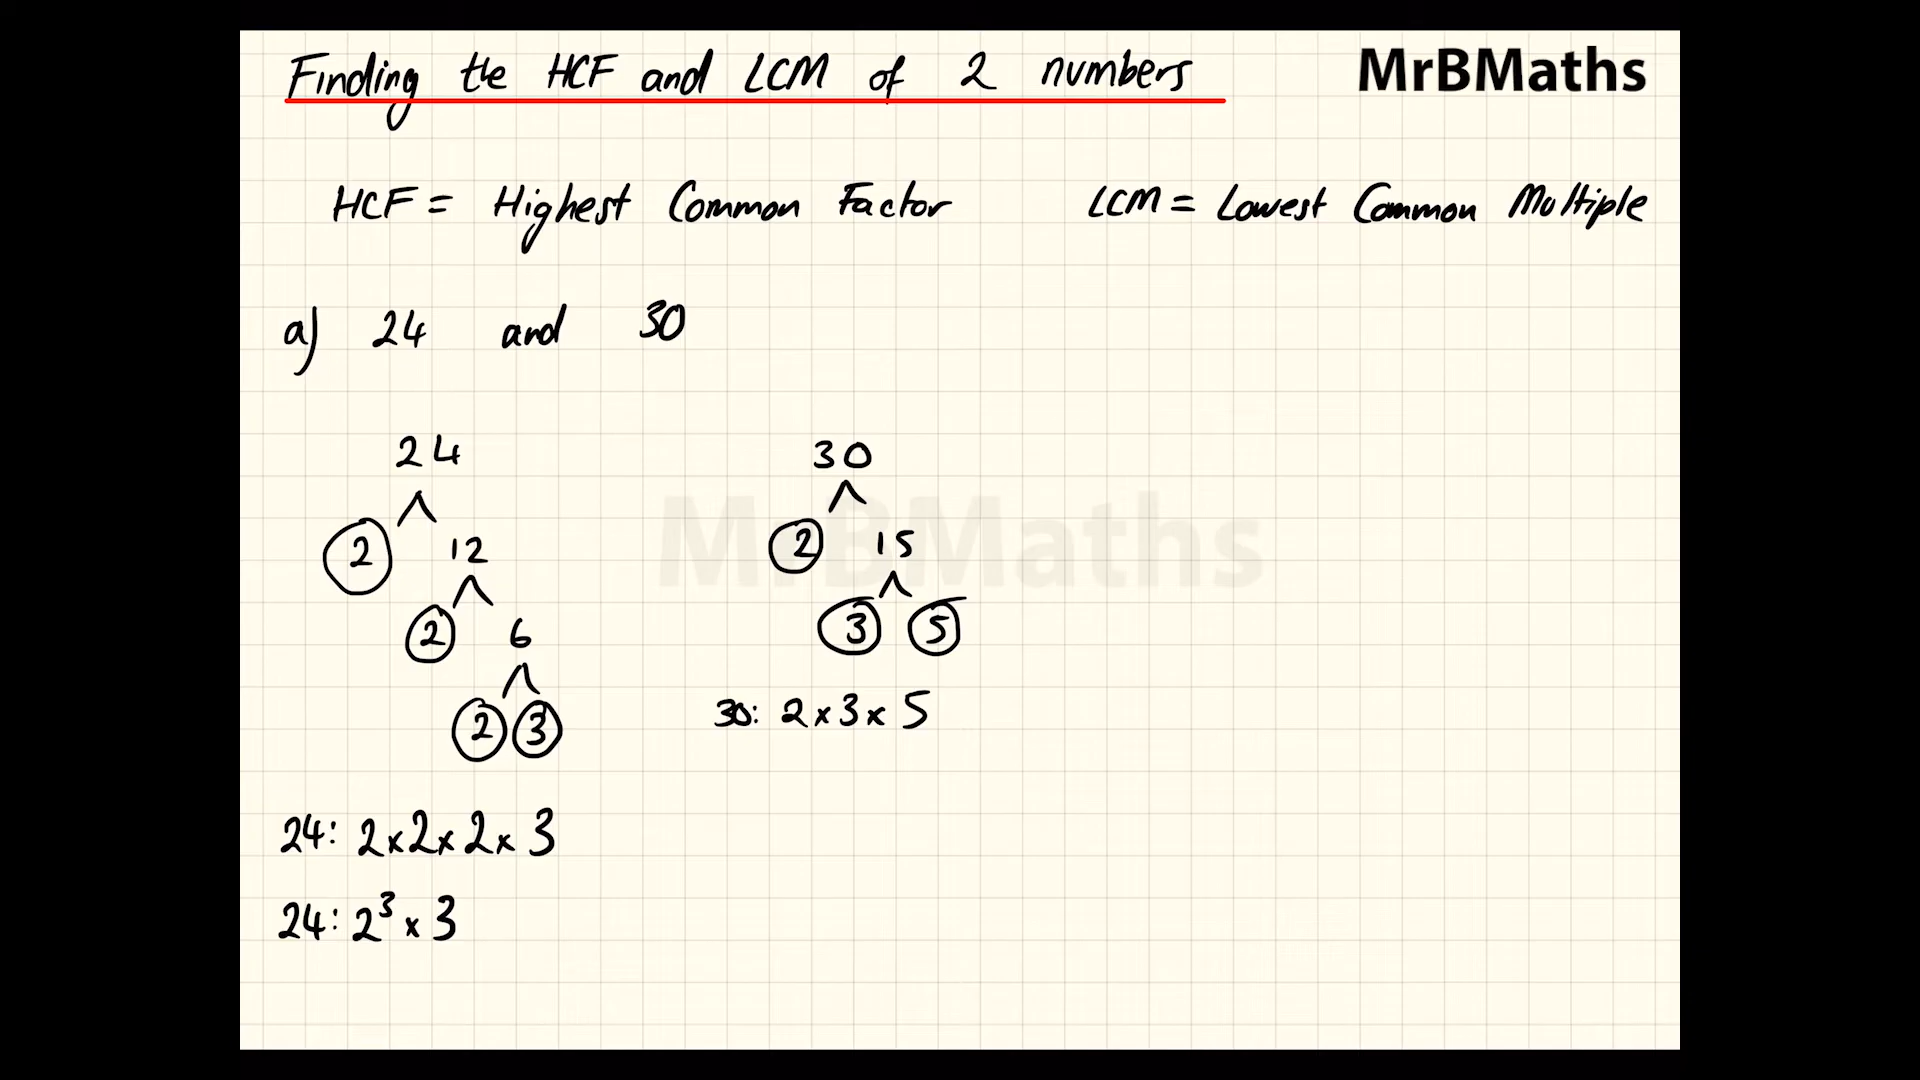 Finding the HCF and LCM of 2 numbers
MrBMaths
HCF = Highest Common Factor
LCM = Lowest Common Multiple
a) 24 and 30
24
2 12
2 6
2 3
30
2 15
3 5
30: 2 x 3 x 5
24: 2 x 2 x 2 x 3
24: 2³ x 3
MrBMaths